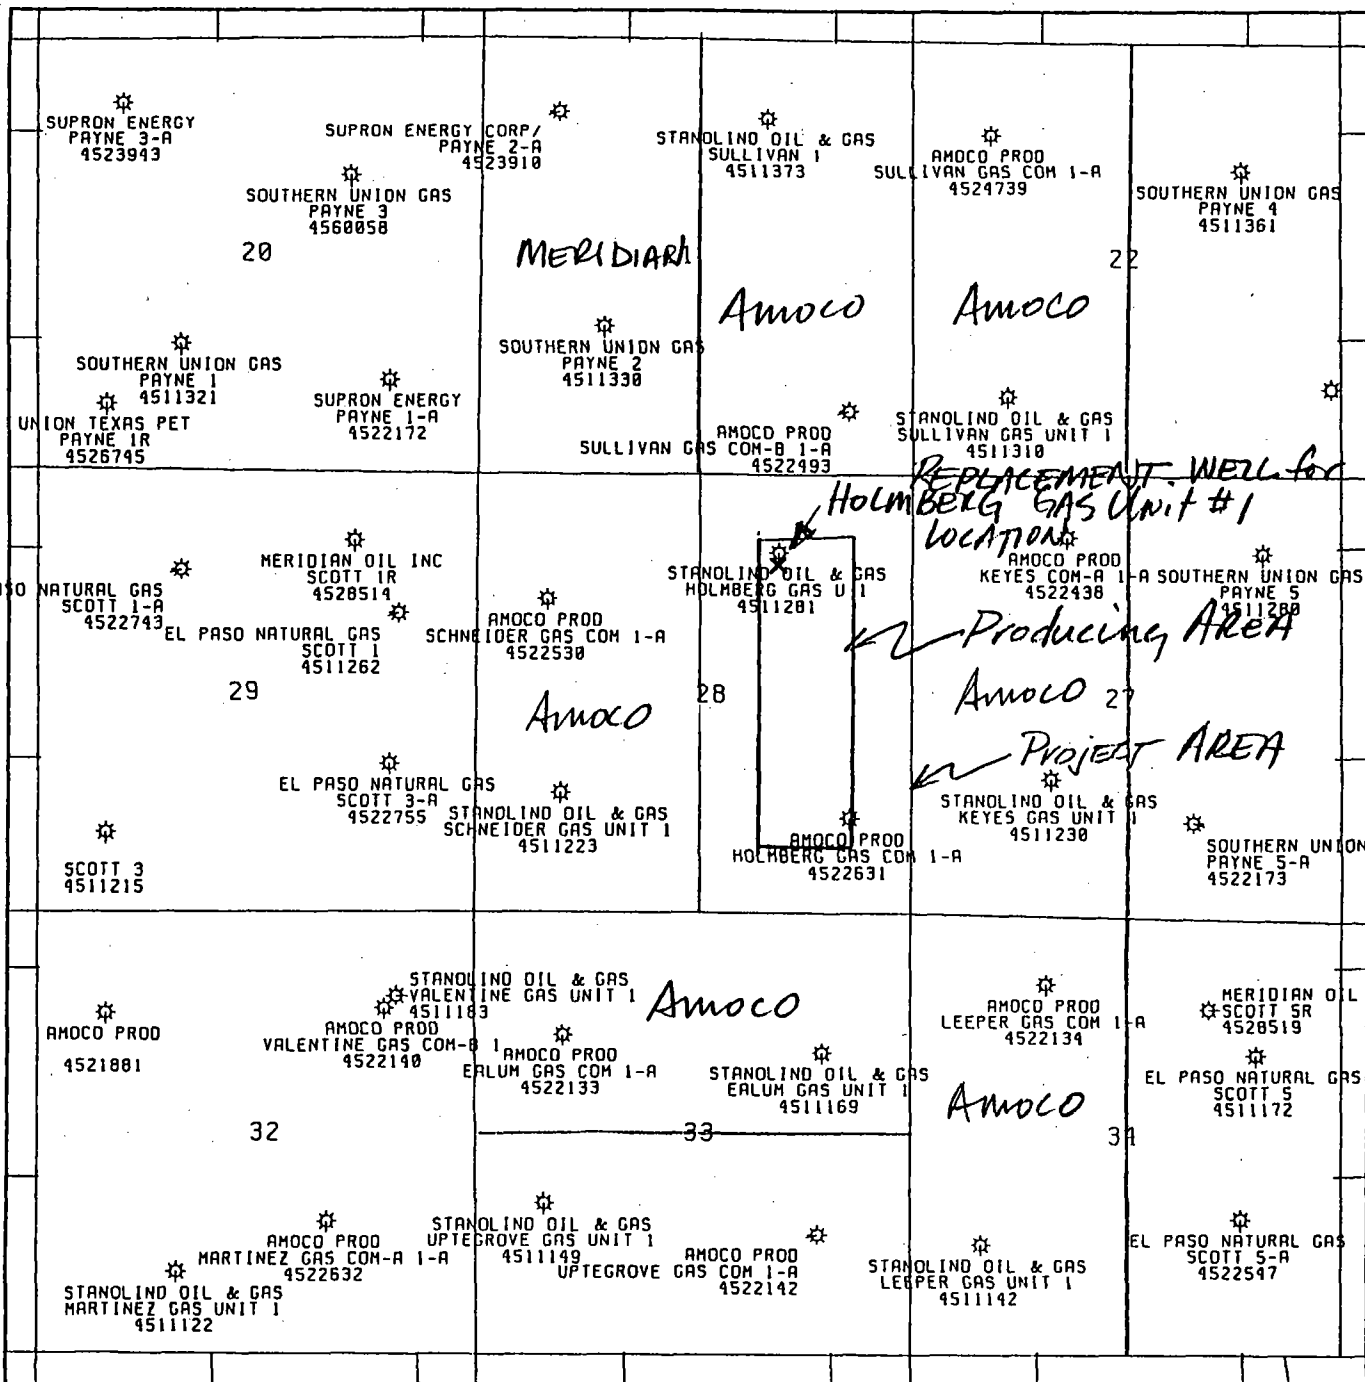 SUPRON ENERGY
PAYNE 3-A
4523943
SUPRON ENERGY CORP/
PAYNE 2-A
4523910
STANOLIND OIL & GAS
SULLIVAN 1
4511373
AMOCO PROD
SULLIVAN GAS COM 1-A
4524739
SOUTHERN UNION GAS
PAYNE 4
4511361
SOUTHERN UNION GAS
PAYNE 3
4560058
20
MERIDIAN
22
Amoco
Amoco
SOUTHERN UNION GAS
PAYNE 1
4511321
SOUTHERN UNION GAS
PAYNE 2
4511330
UNION TEXAS PET
PAYNE 1R
4526745
SUPRON ENERGY
PAYNE 1-A
4522172
AMOCO PROD
SULLIVAN GAS COM-B 1-A
4522493
STANOLIND OIL & GAS
SULLIVAN GAS UNIT 1
4511310
REPLACEMENT WELL for
HOLMBERG GAS Unit #1
LOCATION
SO NATURAL GAS
SCOTT 1-A
4522743
MERIDIAN OIL INC
SCOTT 1R
4528514
EL PASO NATURAL GAS
SCOTT 1
4511262
AMOCO PROD
SCHNEIDER GAS COM 1-A
4522530
STANOLIND OIL & GAS
HOLMBERG GAS U 1
4511281
AMOCO PROD
KEYES COM-A 1-A
4522438
SOUTHERN UNION GAS
PAYNE 5
4511280
Producing AREA
29
Amoco
28
Amoco
27
Project AREA
EL PASO NATURAL GAS
SCOTT 3-A
4522755
STANOLIND OIL & GAS
SCHNEIDER GAS UNIT 1
4511223
SCOTT 3
4511215
AMOCO PROD
HOLMBERG GAS COM 1-A
4522631
STANOLIND OIL & GAS
KEYES GAS UNIT 1
4511230
SOUTHERN UNION
PAYNE 5-A
4522173
AMOCO PROD
4521881
STANOLIND OIL & GAS
VALENTINE GAS UNIT 1
4511183
AMOCO PROD
VALENTINE GAS COM-B 1
4522140
Amoco
AMOCO PROD
EALUM GAS COM 1-A
4522133
STANOLIND OIL & GAS
EALUM GAS UNIT 1
4511169
AMOCO PROD
LEEPER GAS COM 1-A
4522134
MERIDIAN OIL
SCOTT 5R
4528519
EL PASO NATURAL GAS
SCOTT 5
4511172
Amoco
32
33
34
STANOLIND OIL & GAS
UPTEGROVE GAS UNIT 1
4511149
AMOCO PROD
MARTINEZ GAS COM-A 1-A
4522632
STANOLIND OIL & GAS
MARTINEZ GAS UNIT 1
4511122
AMOCO PROD
UPTEGROVE GAS COM 1-A
4522142
STANOLIND OIL & GAS
LEEPER GAS UNIT 1
4511142
EL PASO NATURAL GAS
SCOTT 5-A
4522547